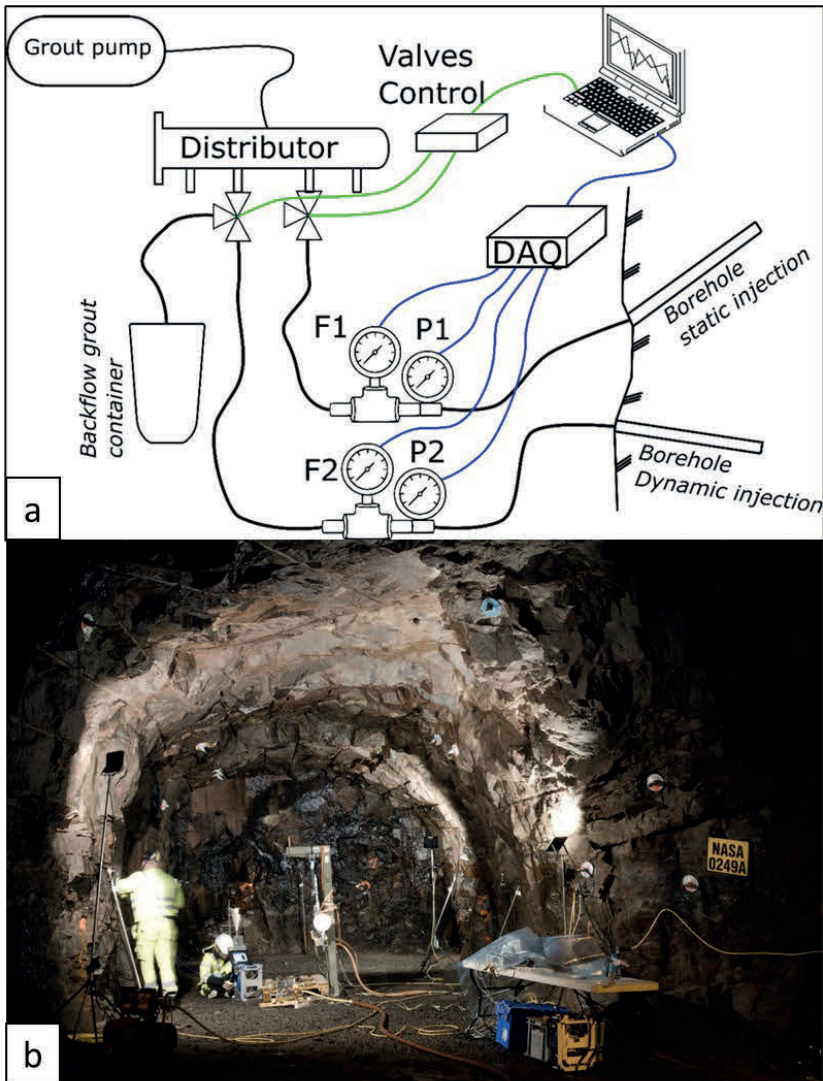 Grout pump
Valves
Control
Distributor
DAQ
F1
P1
Borehole
static injection
Backflow grout
container
F2
P2
Borehole
Dynamic injection
a
NASA
0249A
b